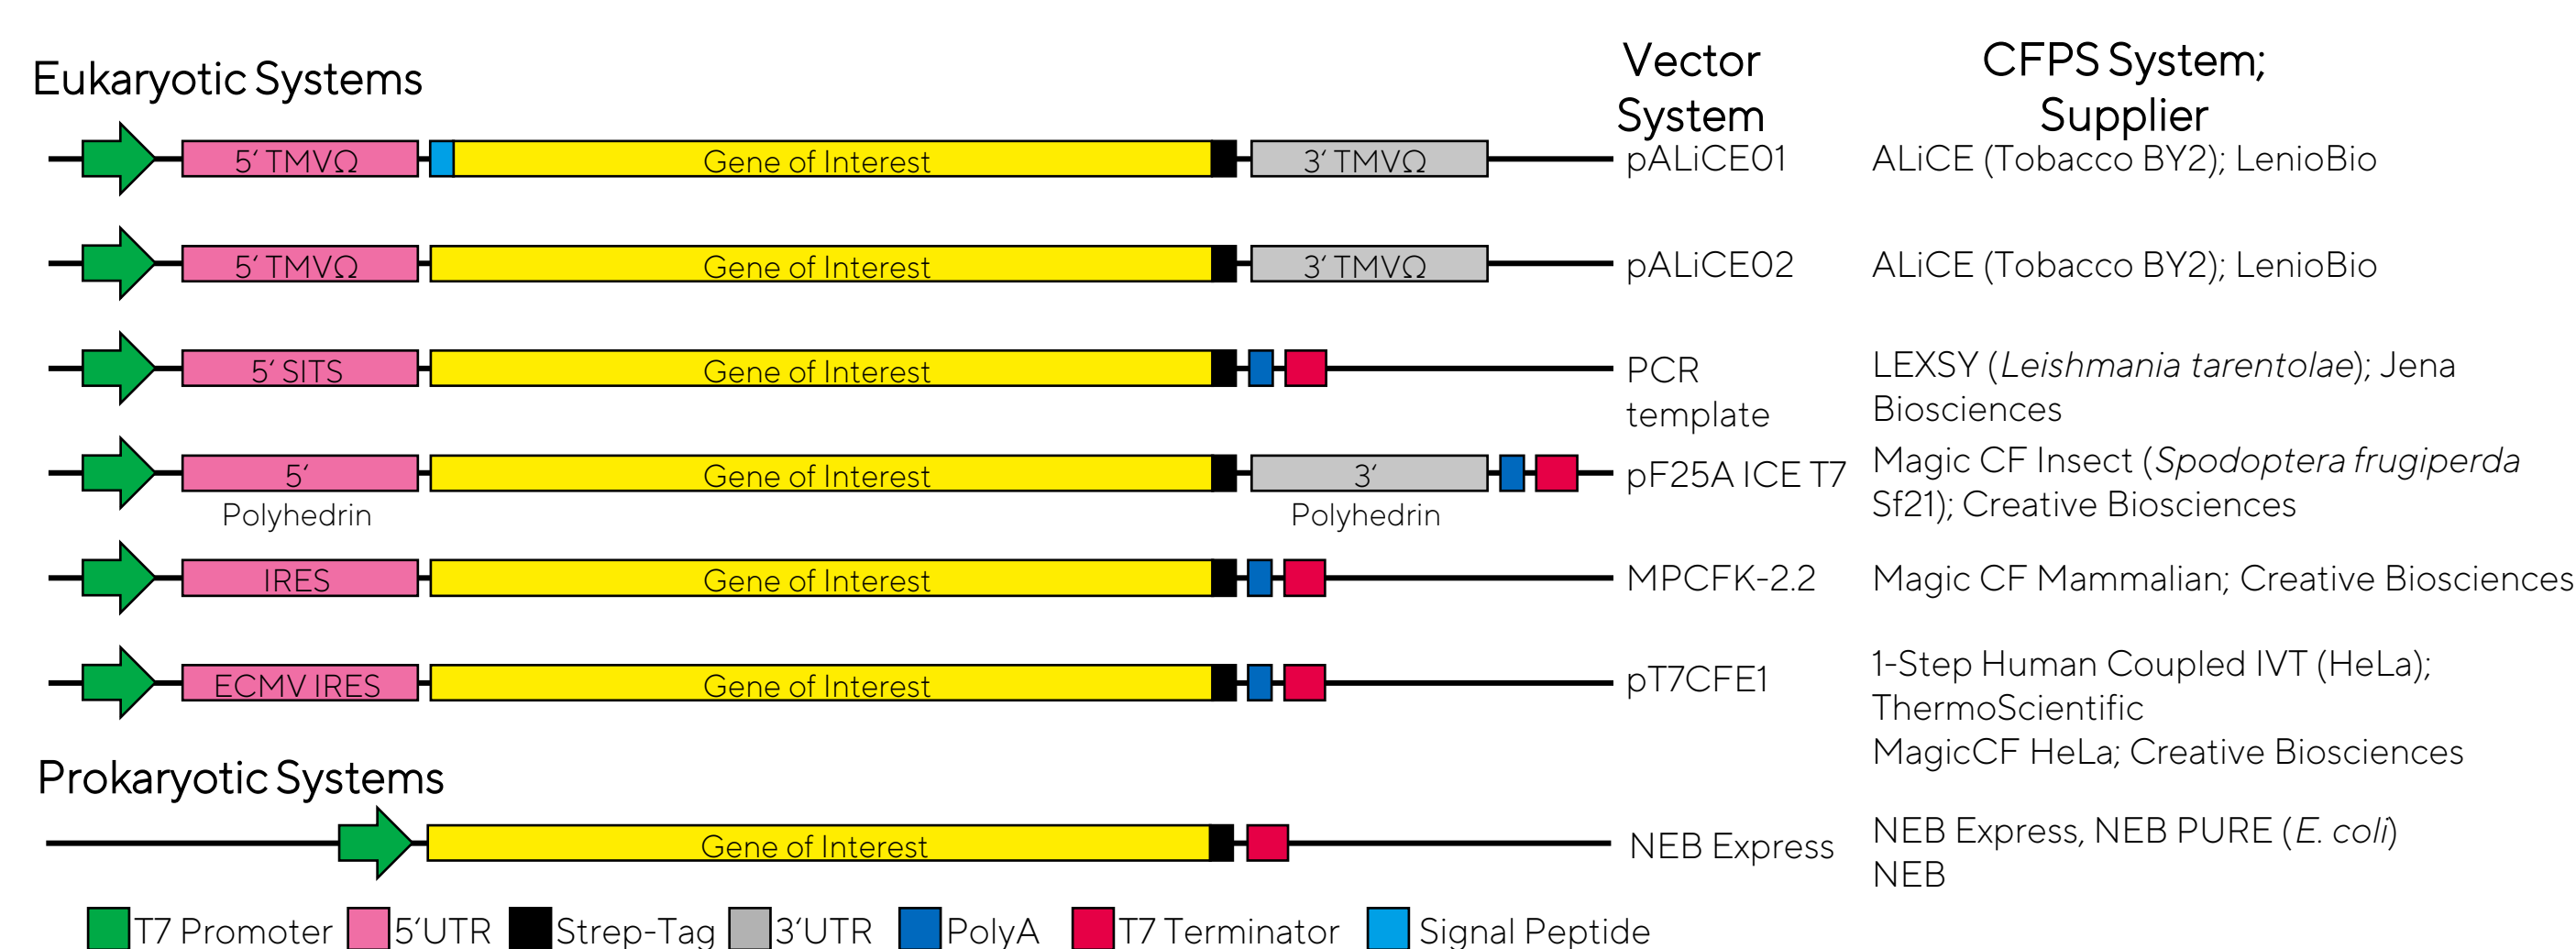 Eukaryotic Systems
Vector
System
CFPS System;
Supplier
5' TMVΩ
Gene of Interest
3' TMVΩ
pALiCE01
ALiCE (Tobacco BY2); LenioBio
5' TMVΩ
Gene of Interest
3' TMVΩ
pALiCE02
ALiCE (Tobacco BY2); LenioBio
5' SITS
Gene of Interest
PCR
template
LEXSY (Leishmania tarentolae); Jena
Biosciences
5'
Polyhedrin
Gene of Interest
3'
Polyhedrin
pF25A ICE T7
Magic CF Insect (Spodoptera frugiperda
Sf21); Creative Biosciences
IRES
Gene of Interest
MPCFK-2.2
Magic CF Mammalian; Creative Biosciences
ECMV IRES
Gene of Interest
pT7CFE1
1-Step Human Coupled IVT (HeLa);
ThermoScientific
MagicCF HeLa; Creative Biosciences
Prokaryotic Systems
Gene of Interest
NEB Express
NEB Express, NEB PURE (E. coli)
NEB
T7 Promoter
5'UTR
Strep-Tag
3'UTR
PolyA
T7 Terminator
Signal Peptide